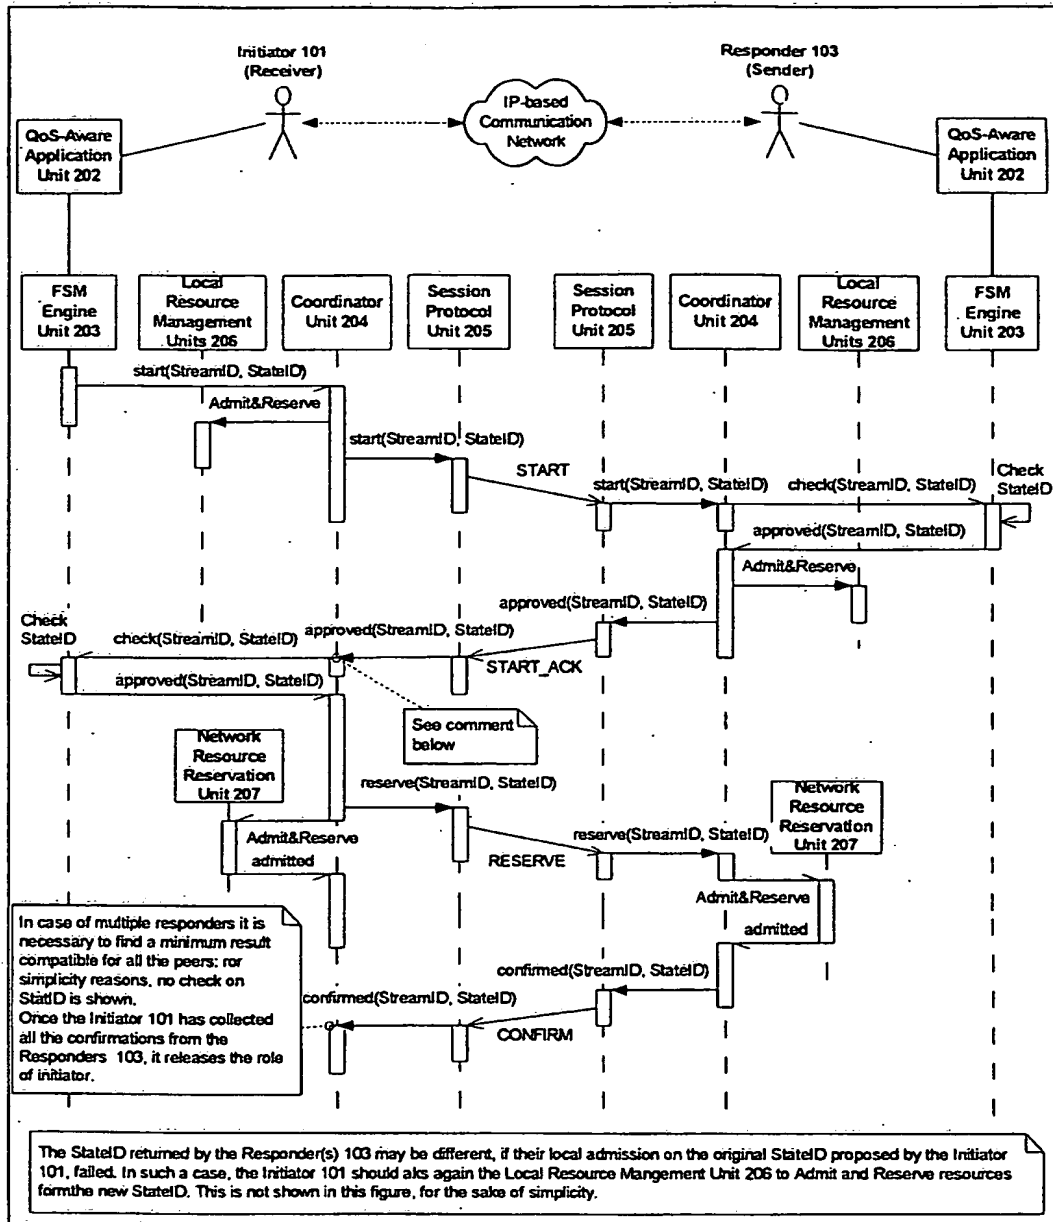 Initiator 101
(Receiver)
Responder 103
(Sender)
IP-based
Communication
Network
QoS-Aware
Application
Unit 202
QoS-Aware
Application
Unit 202
FSM
Engine
Unit 203
Local
Resource
Management
Units 206
Coordinator
Unit 204
Session
Protocol
Unit 205
Session
Protocol
Unit 205
Coordinator
Unit 204
Local
Resource
Management
Units 206
FSM
Engine
Unit 203
start(StreamID, StateID)
Admit&Reserve
start(StreamID, StateID)
START
start(StreamID, StateID)
check(StreamID, StateID)
Check
StateID
approved(StreamID, StateID)
Admit&Reserve
approved(StreamID, StateID)
Check
StateID
check(StreamID, StateID)
approved(StreamID, StateID)
START_ACK
approved(StreamID, StateID)
See comment
below
Network
Resource
Reservation
Unit 207
reserve(StreamID, StateID)
Network
Resource
Reservation
Unit 207
Admit&Reserve
admitted
RESERVE
reserve(StreamID, StateID)
Admit&Reserve
admitted
In case of multiple responders it is
necessary to find a minimum result
compatible for all the peers: ror
simplicity reasons, no check on
StatID is shown.
Once the Initiator 101 has collected
all the confirmations from the
Responders 103, it releases the role
of initiator.
confirmed(StreamID, StateID)
confirmed(StreamID, StateID)
CONFIRM
The StateID returned by the Responder(s) 103 may be different, if their local admission on the original StateID proposed by the Initiator
101, failed. In such a case, the Initiator 101 should aks again the Local Resource Mangement Unit 206 to Admit and Reserve resources
formthe new StateID. This is not shown in this figure, for the sake of simplicity.